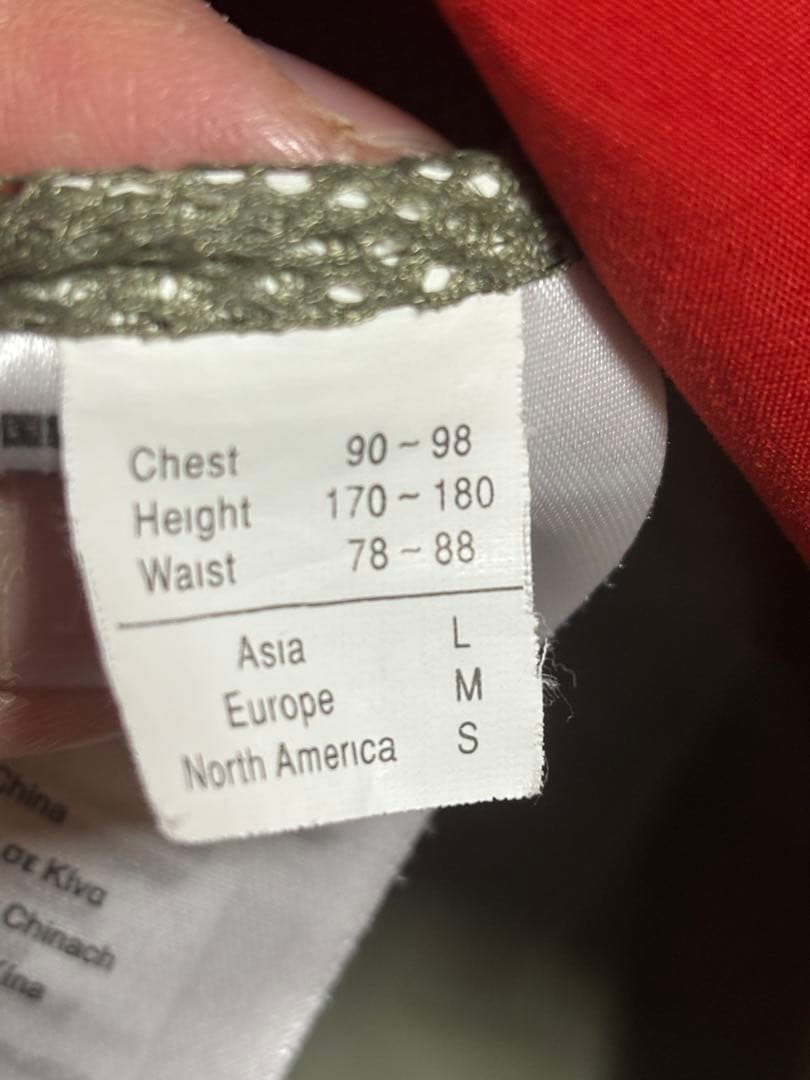 Chest 90 ~ 98
Height 170 ~ 180
Waist 78 ~ 88
Asia L
Europe M
North America S
China
σε Κίνα
Chinach